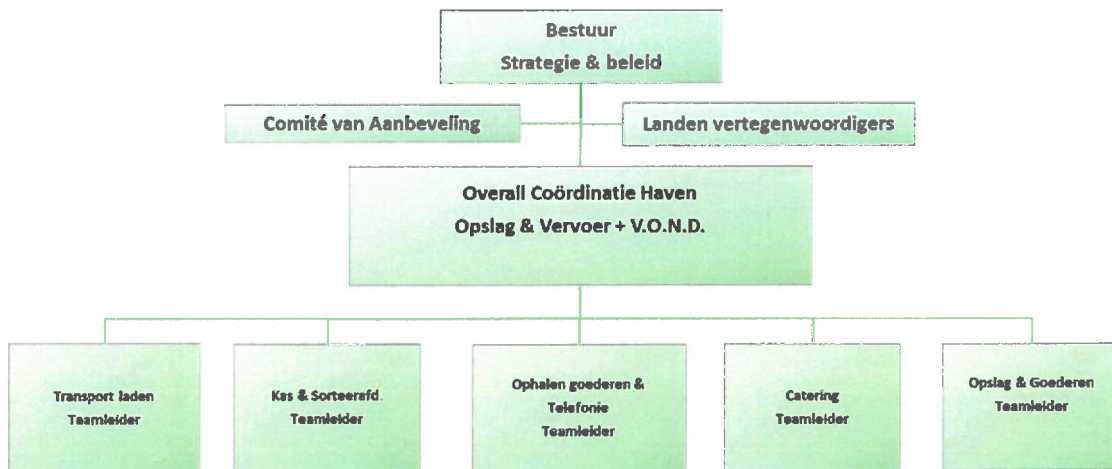 Bestuur
Strategie & beleid
Comité van Aanbeveling
Landen vertegenwoordigers
Overall Coördinatie Haven
Opslag & Vervoer + V.O.N.D.
Transport laden
Teamleider
Kas & Sorteerafd.
Teamleider
Ophalen goederen &
Telefonie
Teamleider
Catering
Teamleider
Opslag & Goederen
Teamleider